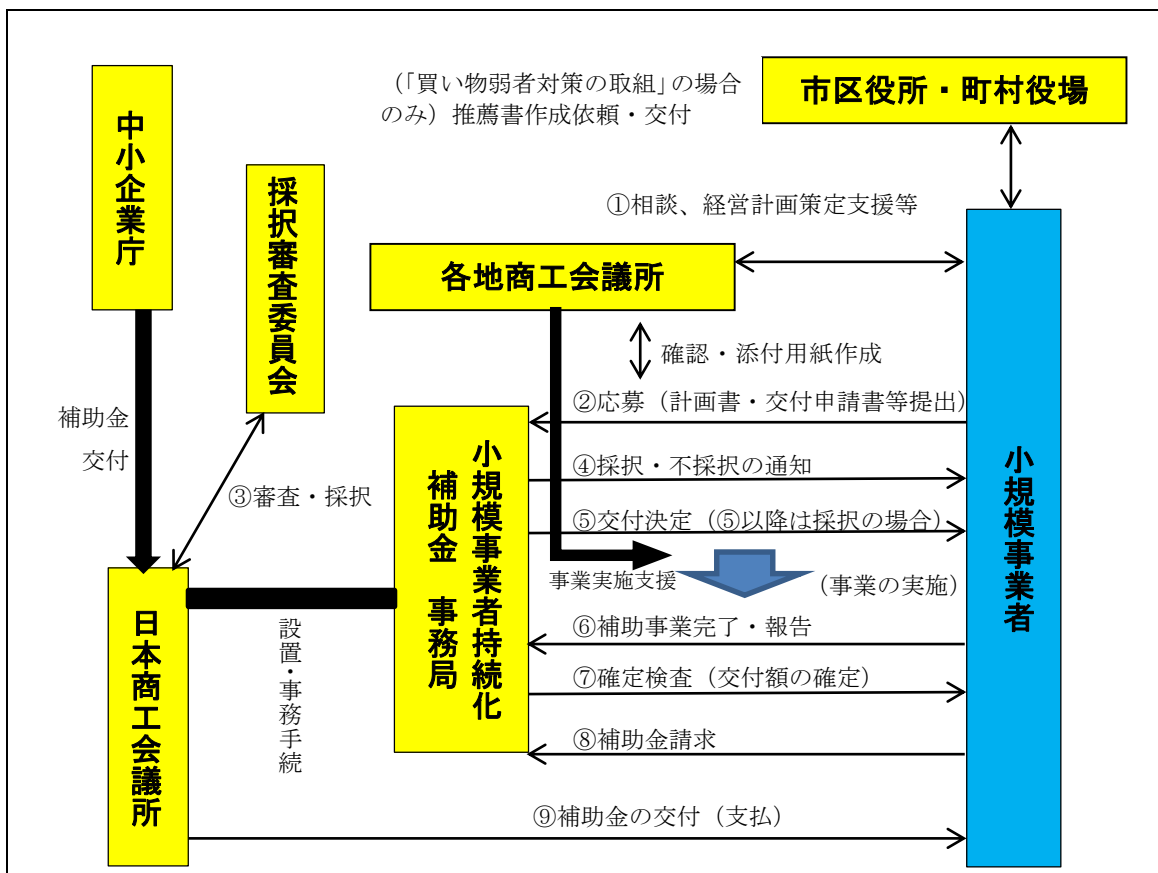 (「買い物弱者対策の取組」の場合
のみ）推薦書作成依頼・交付
市区役所・町村役場
中小企業庁
採択審査委員会
①相談、経営計画策定支援等
各地商工会議所
確認・添付用紙作成
②応募（計画書・交付申請書等提出）
補助金
交付
③審査・採択
小規模事業者持続化
補助金　事務局
④採択・不採択の通知
⑤交付決定（⑤以降は採択の場合）
事業実施支援
（事業の実施）
小規模事業者
日本商工会議所
設置・事務手続
⑥補助事業完了・報告
⑦確定検査（交付額の確定）
⑧補助金請求
⑨補助金の交付（支払）